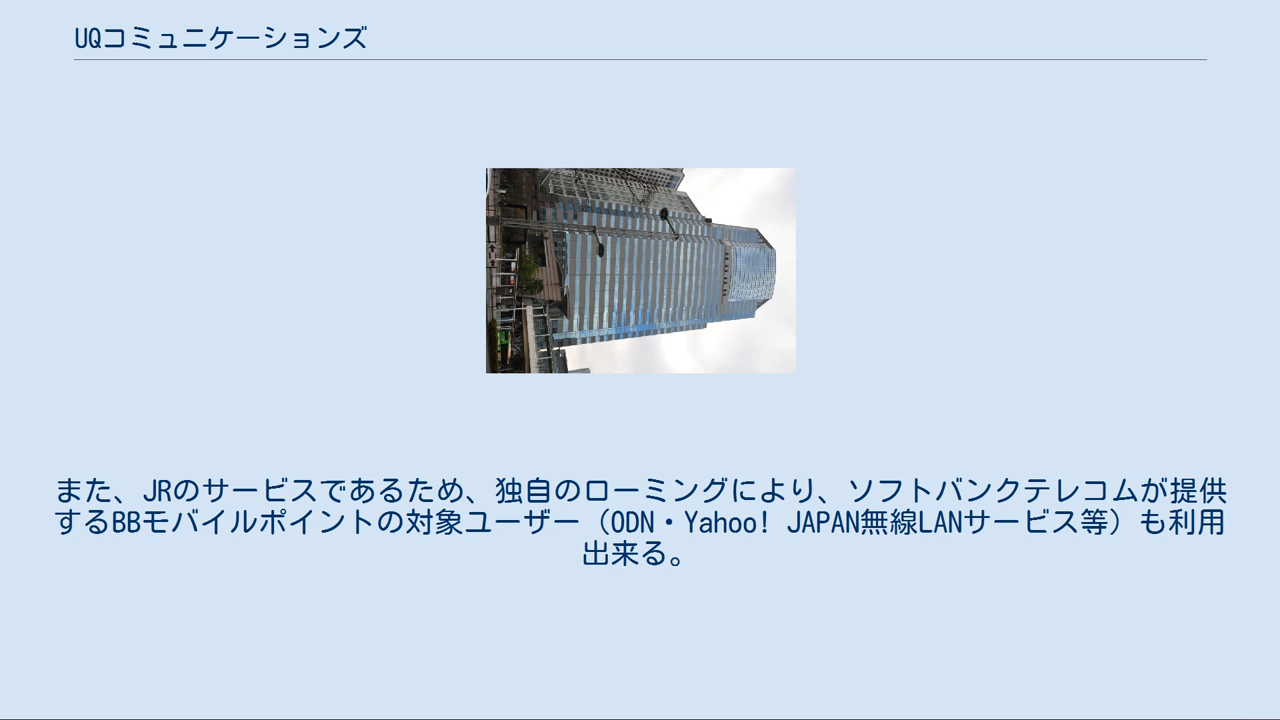 UQコミュニケーションズ
また、JRのサービスであるため、独自のローミングにより、ソフトバンクテレコムが提供
するBBモバイルポイントの対象ユーザー（ODN・Yahoo! JAPAN無線LANサービス等）も利用
出来る。